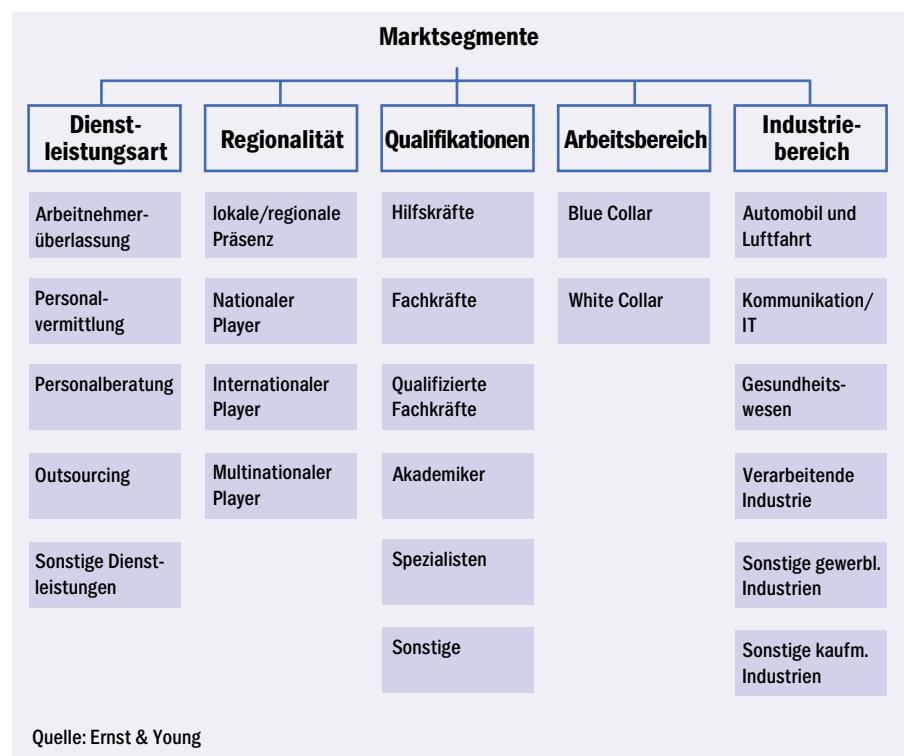 Marktsegmente
Dienst-
leistungsart
Regionalität
Qualifikationen
Arbeitsbereich
Industrie-
bereich
Arbeitnehmer-
überlassung
Personal-
vermittlung
Personalberatung
Outsourcing
Sonstige Dienst-
leistungen
lokale/regionale
Präsenz
Nationaler
Player
Internationaler
Player
Multinationaler
Player
Hilfskräfte
Fachkräfte
Qualifizierte
Fachkräfte
Akademiker
Spezialisten
Sonstige
Blue Collar
White Collar
Automobil und
Luftfahrt
Kommunikation/
IT
Gesundheits-
wesen
Verarbeitende
Industrie
Sonstige gewerbl.
Industrien
Sonstige kaufm.
Industrien
Quelle: Ernst & Young